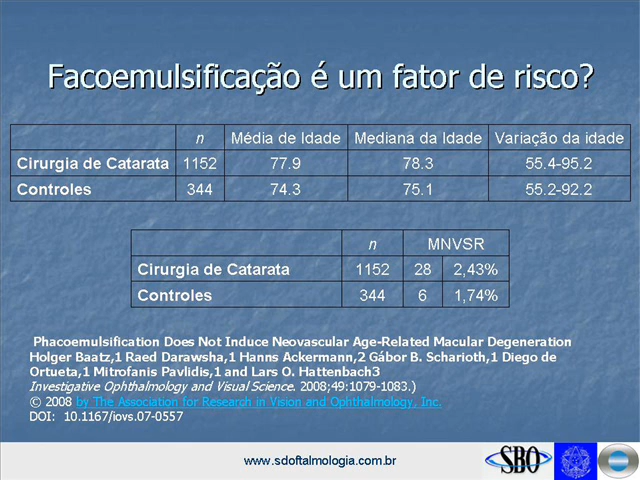 Facoemulsificação é um fator de risco?
n Média de Idade Mediana da Idade Variação da idade
Cirurgia de Catarata 1152 77.9 78.3 55.4-95.2
Controles 344 74.3 75.1 55.2-92.2
n MNVSR
Cirurgia de Catarata 1152 28 2,43%
Controles 344 6 1,74%
Phacoemulsification Does Not Induce Neovascular Age-Related Macular Degeneration
Holger Baatz,1 Raed Darawsha,1 Hanns Ackermann,2 Gábor B. Scharioth,1 Diego de
Ortueta,1 Mitrofanis Pavlidis,1 and Lars O. Hattenbach3
Investigative Ophthalmology and Visual Science. 2008;49:1079-1083.)
© 2008 by The Association for Research in Vision and Ophthalmology, Inc.
DOI: 10.1167/iovs.07-0557
www.sdoftalmologia.com.br
SBO